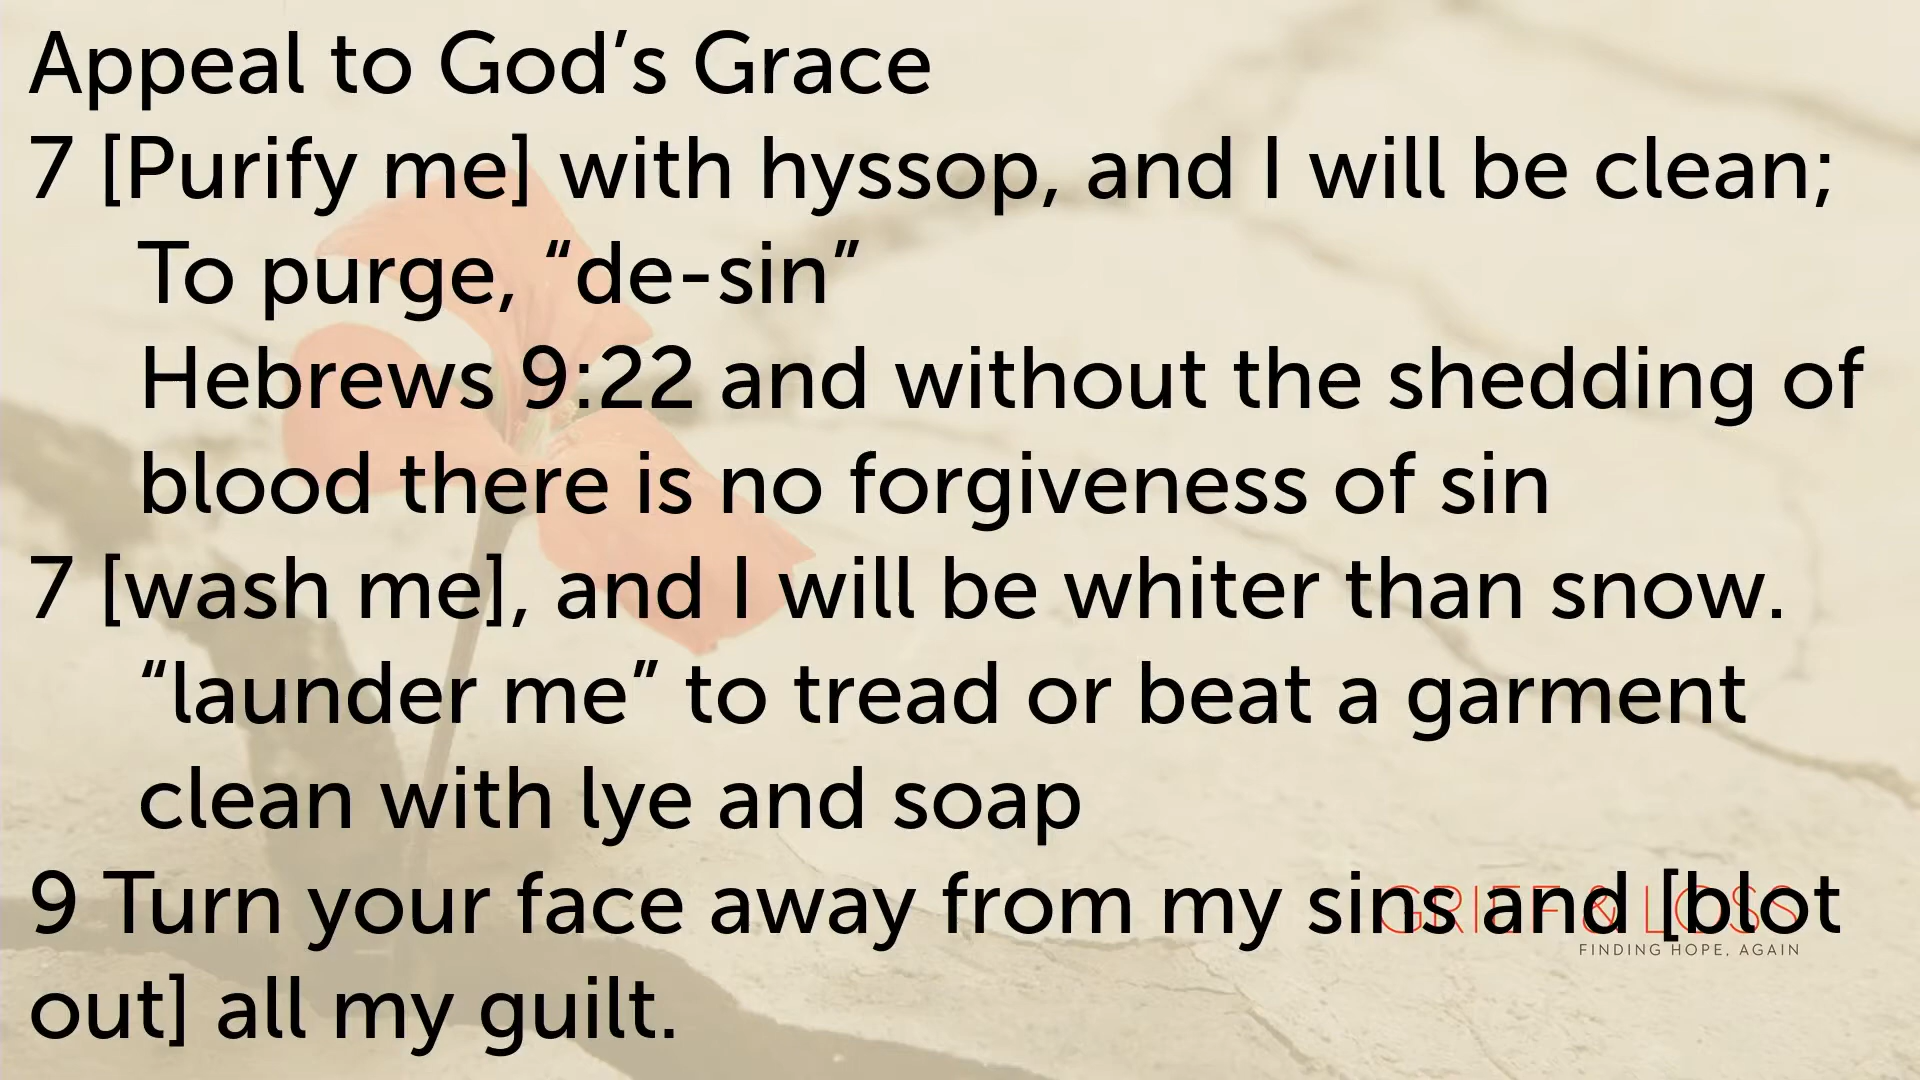 Appeal to God’s Grace
7 [Purify me] with hyssop, and I will be clean;
To purge, “de-sin”
Hebrews 9:22 and without the shedding of
blood there is no forgiveness of sin
7 [wash me], and I will be whiter than snow.
“launder me” to tread or beat a garment
clean with lye and soap
9 Turn your face away from my sins and [blot
out] all my guilt.
GRIEF & LOSS
FINDING HOPE, AGAIN